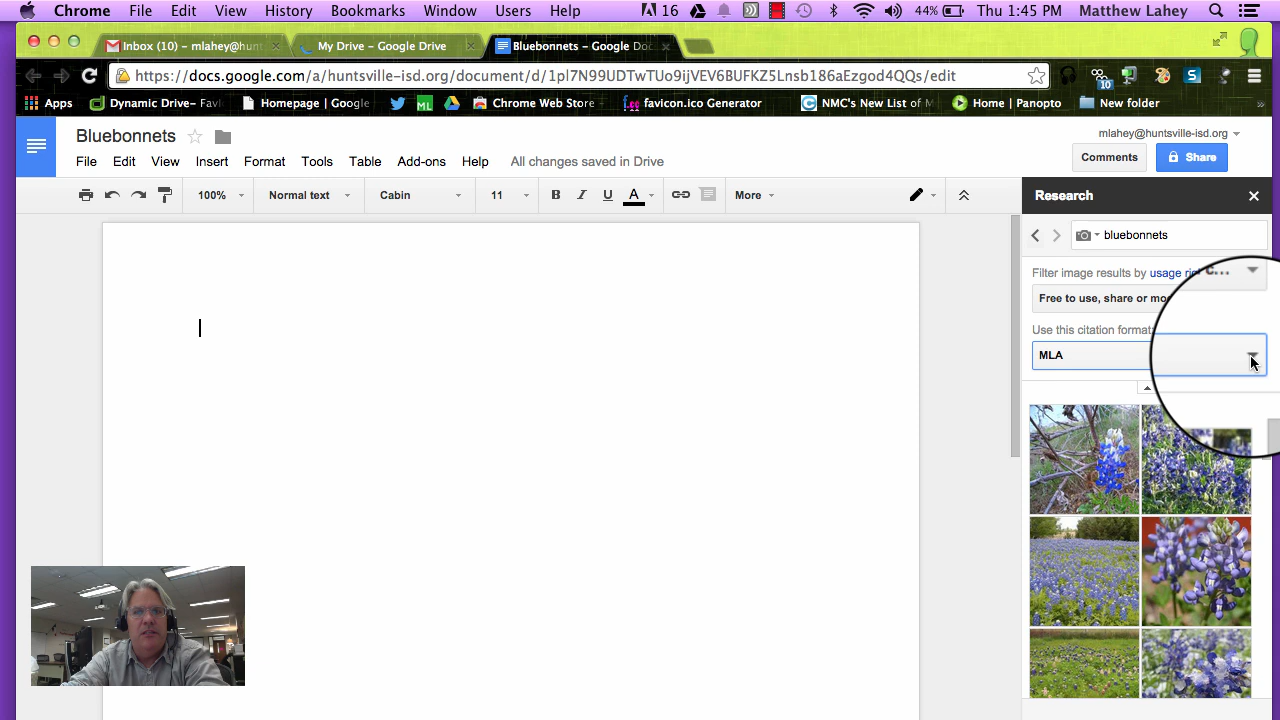 Chrome File Edit View History Bookmarks Window Users Help 16 44% Thu 1:45 PM Matthew Lahey
Inbox (10) – mlahey@hunt
My Drive – Google Drive
Bluebonnets – Google Doc
https://docs.google.com/a/huntsville-isd.org/document/d/1pl7N99UDTwTUo9ijVEV6BUFKZ5Lnsb186aEzgod4QQs/edit
10
Apps Dynamic Drive– Fav Homepage | Google ML Chrome Web Store favicon.ico Generator NMC's New List of M Home | Panopto New folder »
Bluebonnets
mlahey@huntsville-isd.org
File Edit View Insert Format Tools Table Add-ons Help All changes saved in Drive
Comments Share
100% Normal text Cabin 11 B I U A More
Research
bluebonnets
Filter image results by usage ri
Free to use, share or mo
Use this citation format:
MLA